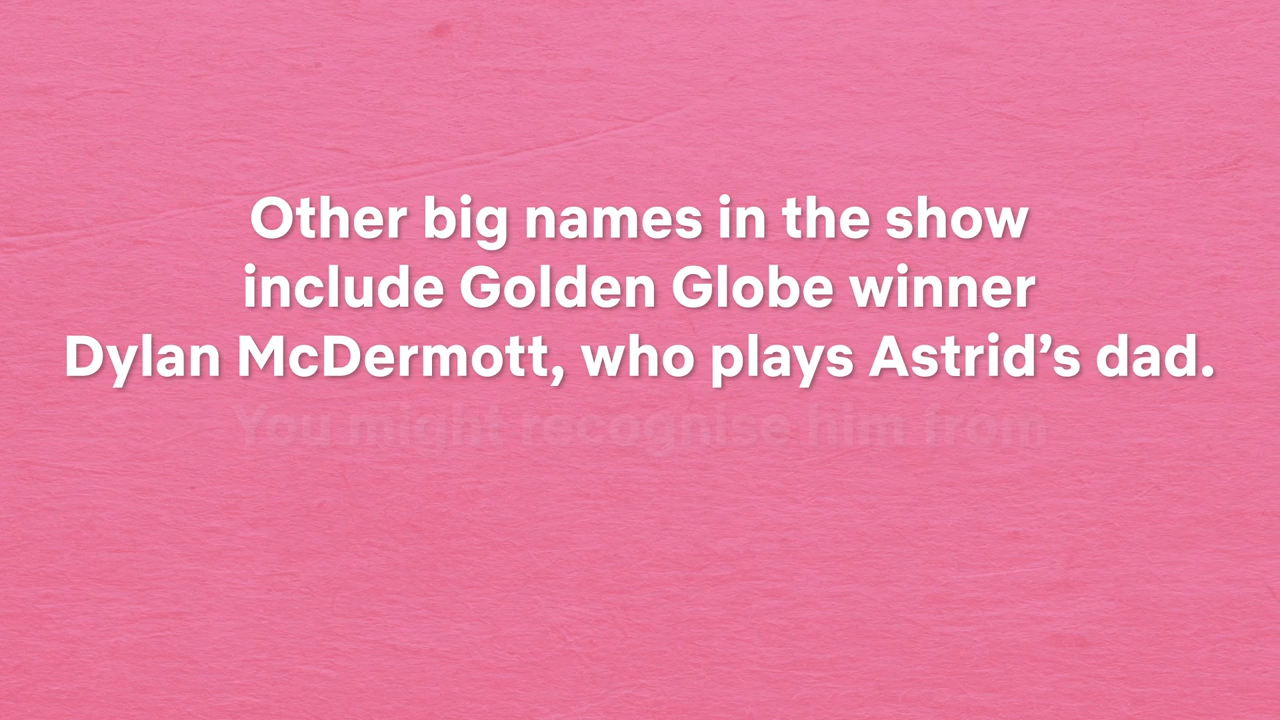 Other big names in the show
include Golden Globe winner
Dylan McDermott, who plays Astrid’s dad.
You might recognise him from